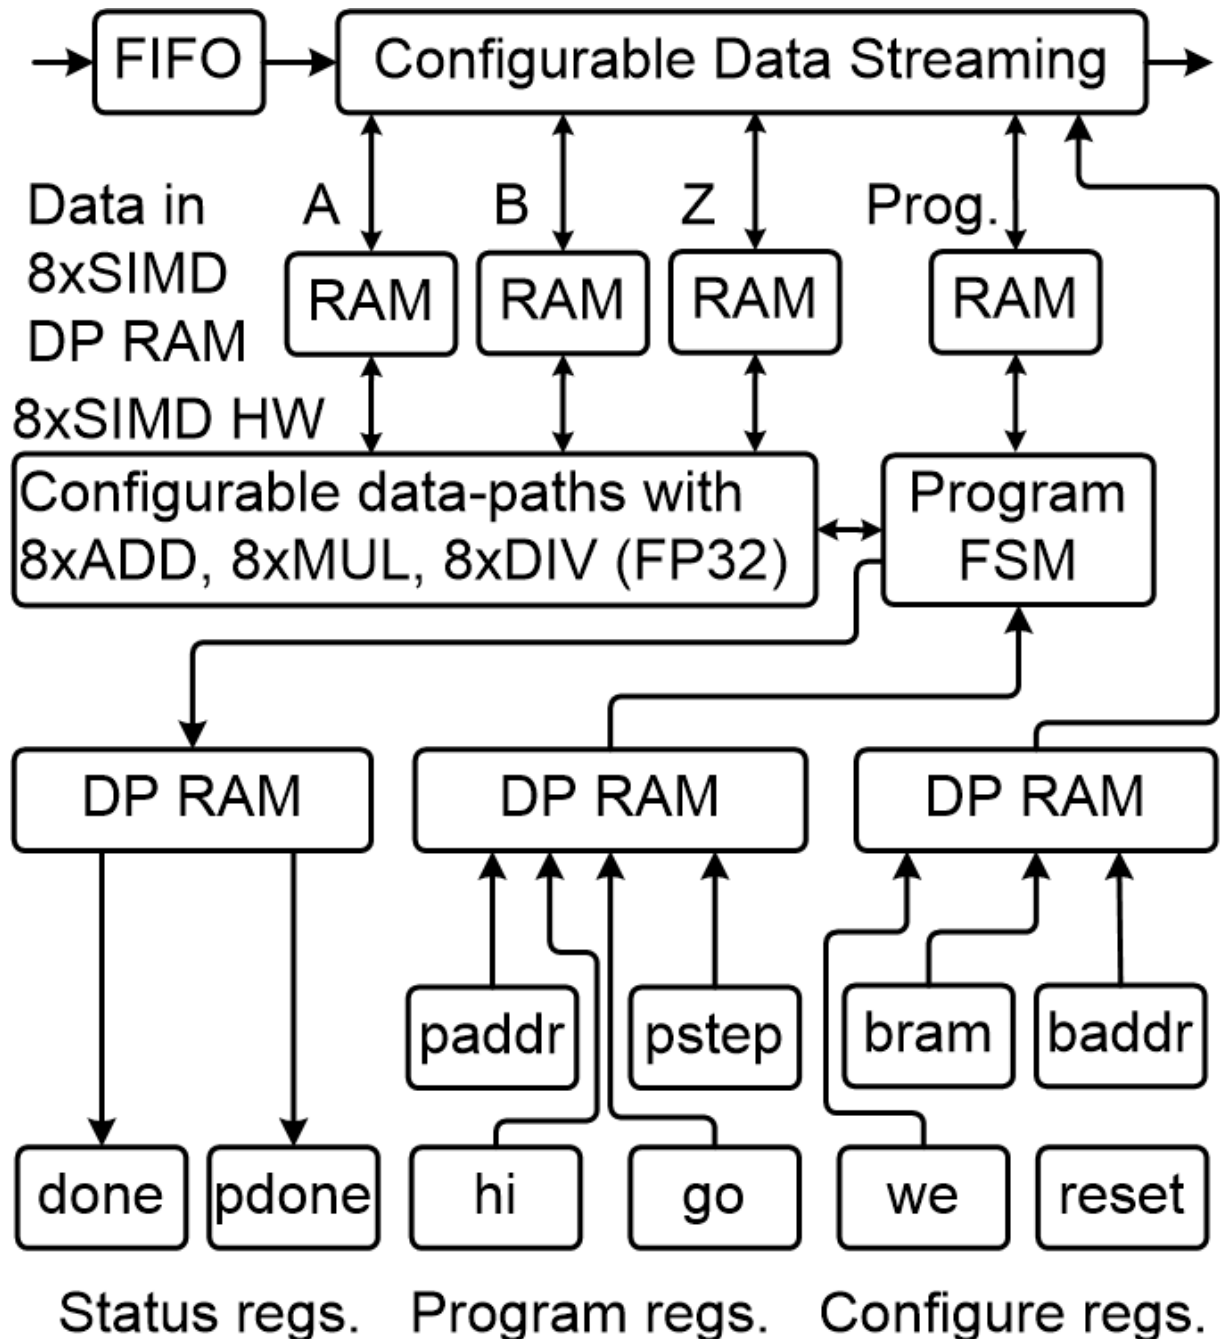 FIFO
Configurable Data Streaming
Data in
8xSIMD
DP RAM
A
B
Z
Prog.
RAM
RAM
RAM
RAM
8xSIMD HW
Configurable data-paths with
8xADD, 8xMUL, 8xDIV (FP32)
Program
FSM
DP RAM
DP RAM
DP RAM
paddr
pstep
bram
baddr
done
pdone
hi
go
we
reset
Status regs.
Program regs.
Configure regs.